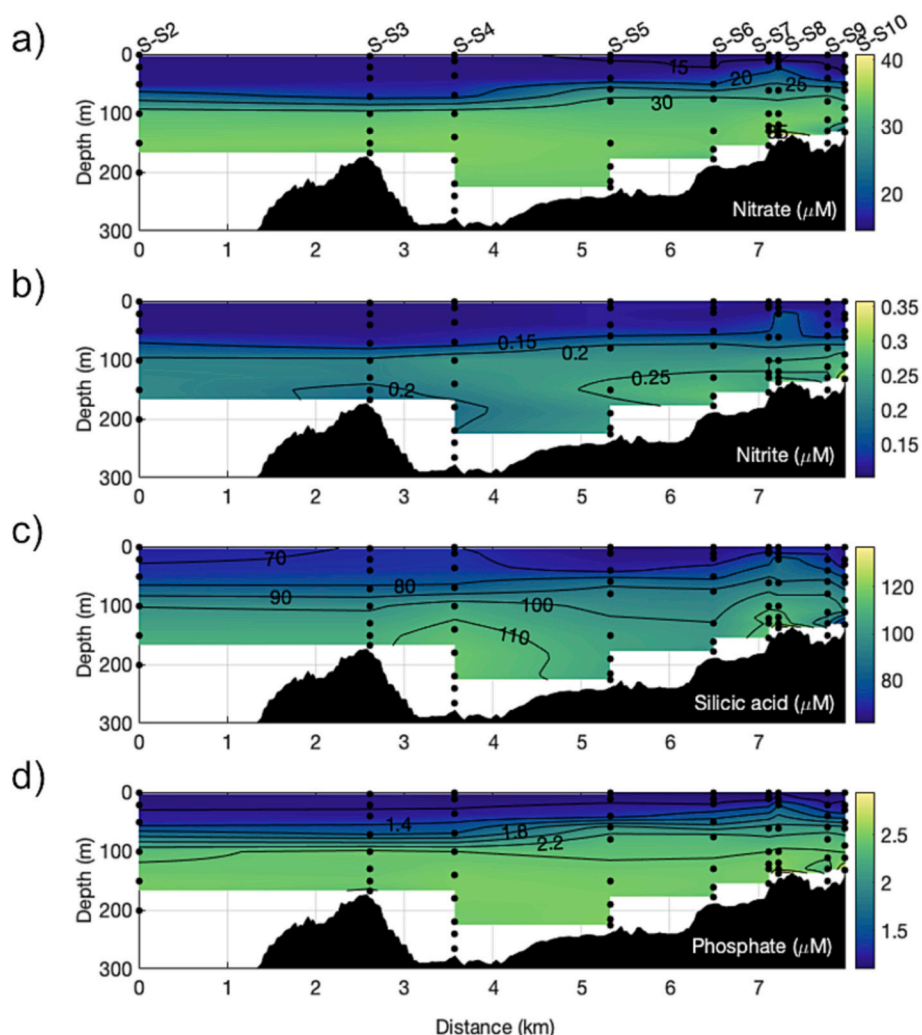 a)
S-S2 S-S3 S-S4 S-S5 S-S6 S-S7 S-S8 S-S9 S-S10
0
100
200
300
Depth (m)
15 20 25
30
35
Nitrate (μM)
40
30
20
0 1 2 3 4 5 6 7
b)
0
100
200
300
Depth (m)
0.15
0.2
0.25
0.2
Nitrite (μM)
0.35
0.3
0.25
0.2
0.15
0 1 2 3 4 5 6 7
c)
0
100
200
300
Depth (m)
70
80
90
100
110
Silicic acid (μM)
120
100
80
0 1 2 3 4 5 6 7
d)
0
100
200
300
Depth (m)
1.4
1.8
2.2
Phosphate (μM)
2.5
2
1.5
0 1 2 3 4 5 6 7
Distance (km)